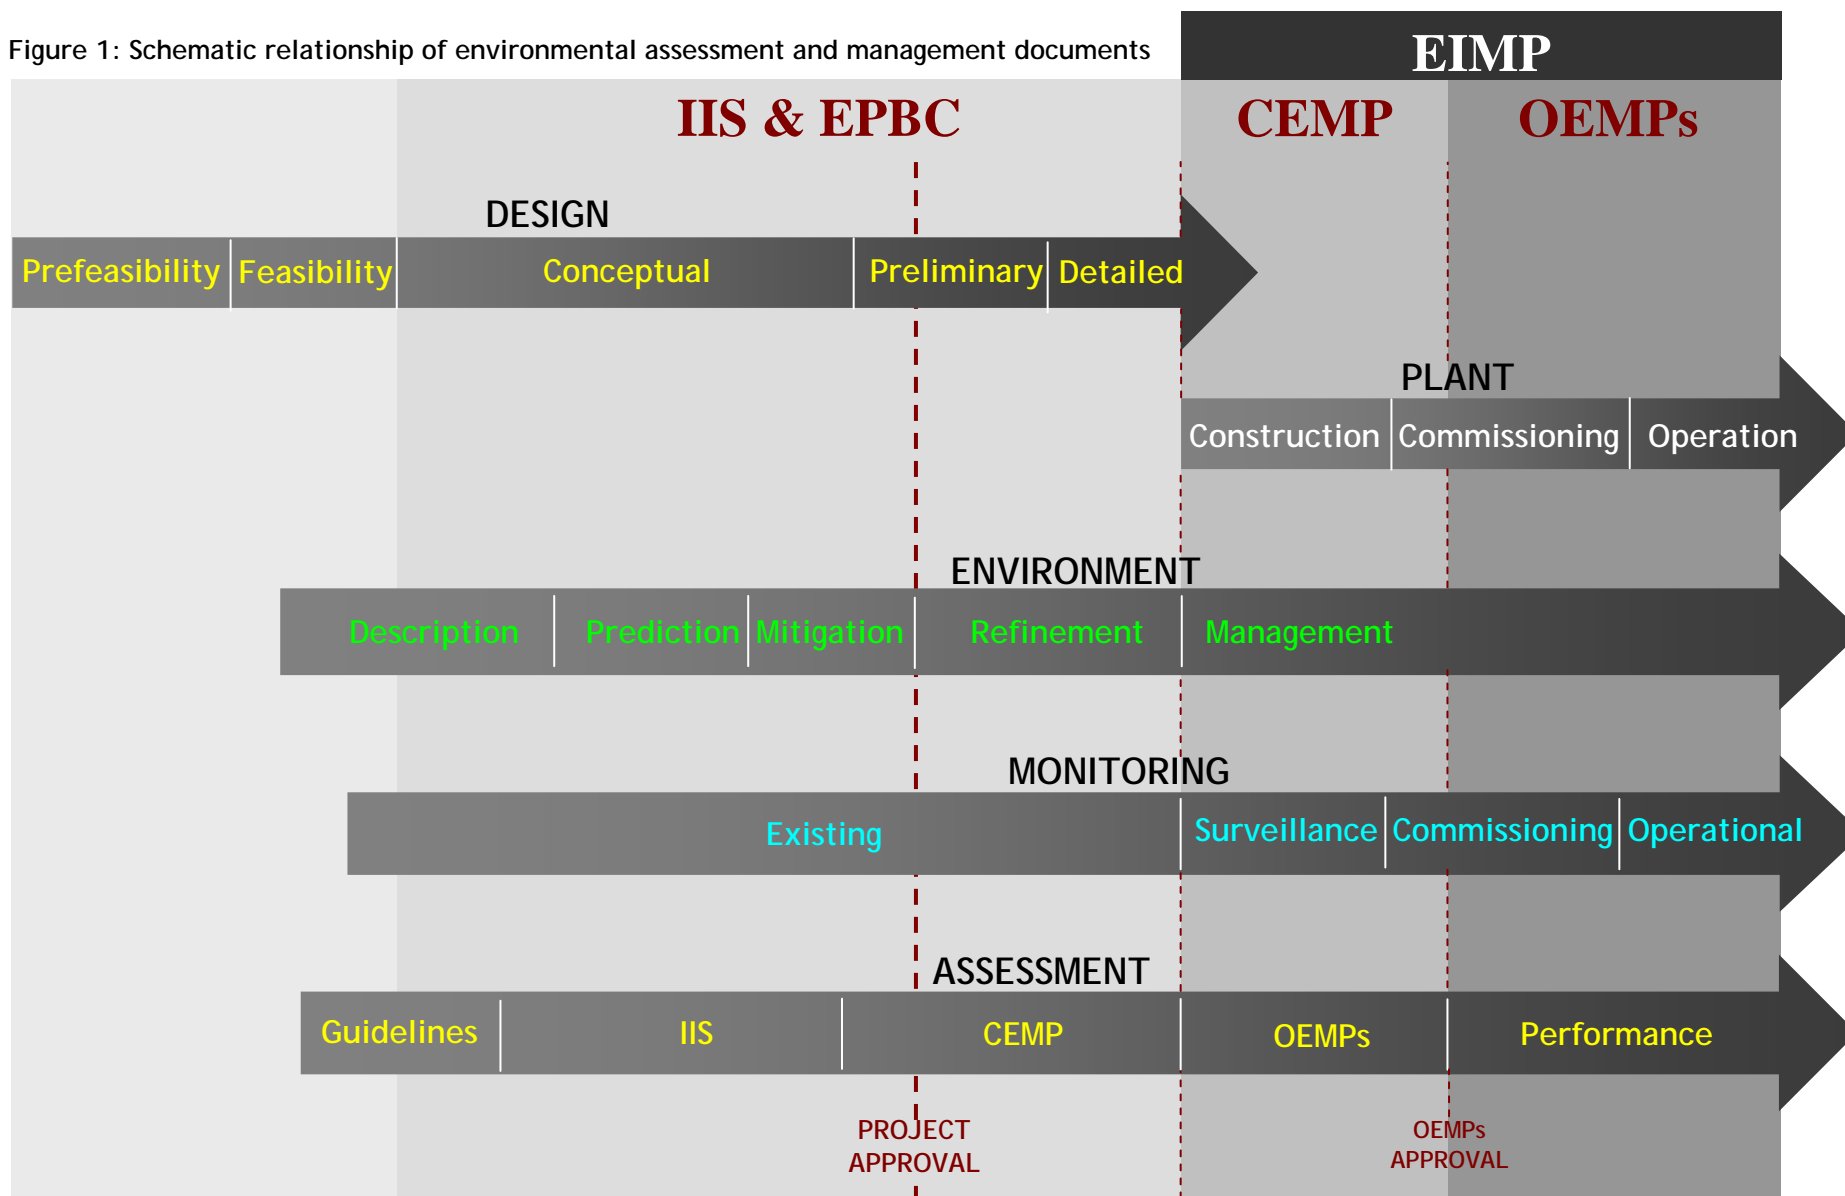 Figure 1: Schematic relationship of environmental assessment and management documents
EIMP
IIS & EPBC
CEMP
OEMPs
DESIGN
Prefeasibility
Feasibility
Conceptual
Preliminary
Detailed
PLANT
Construction
Commissioning
Operation
ENVIRONMENT
Description
Prediction
Mitigation
Refinement
Management
MONITORING
Existing
Surveillance
Commissioning
Operational
ASSESSMENT
Guidelines
IIS
CEMP
OEMPs
Performance
PROJECT
APPROVAL
OEMPs
APPROVAL